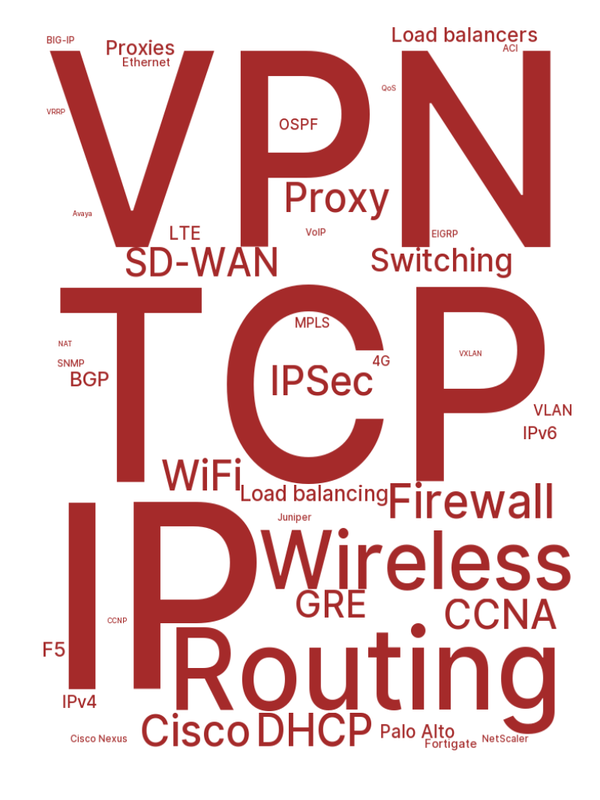 BIG-IP
Proxies
Ethernet
Load balancers
ACI
VPN
QoS
VRRP
OSPF
Proxy
Avaya
LTE
VoIP
EIGRP
SD-WAN
Switching
TCP
MPLS
NAT
SNMP
BGP
IPSec
4G
VXLAN
VLAN
IPv6
WiFi
Load balancing
Firewall
IP
Juniper
Wireless
GRE
CCNA
CCNP
Routing
F5
IPv4
Cisco
DHCP
Palo Alto
Cisco Nexus
Fortigate
NetScaler